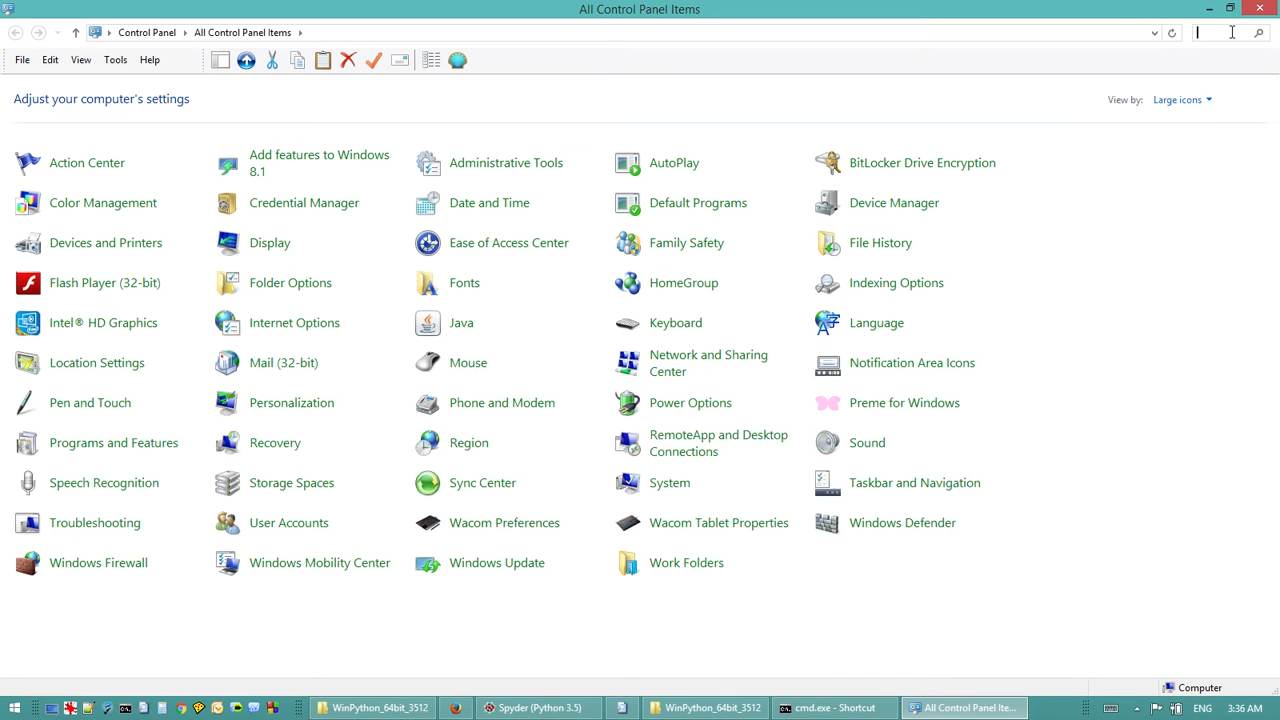 All Control Panel Items
Control Panel All Control Panel Items
File Edit View Tools Help
Adjust your computer's settings
View by: Large icons
Action Center
Add features to Windows
8.1
Administrative Tools
AutoPlay
BitLocker Drive Encryption
Color Management
Credential Manager
Date and Time
Default Programs
Device Manager
Devices and Printers
Display
Ease of Access Center
Family Safety
File History
Flash Player (32-bit)
Folder Options
Fonts
HomeGroup
Indexing Options
Intel® HD Graphics
Internet Options
Java
Keyboard
Language
Location Settings
Mail (32-bit)
Mouse
Network and Sharing
Center
Notification Area Icons
Pen and Touch
Personalization
Phone and Modem
Power Options
Preme for Windows
Programs and Features
Recovery
Region
RemoteApp and Desktop
Connections
Sound
Speech Recognition
Storage Spaces
Sync Center
System
Taskbar and Navigation
Troubleshooting
User Accounts
Wacom Preferences
Wacom Tablet Properties
Windows Defender
Windows Firewall
Windows Mobility Center
Windows Update
Work Folders
Computer
WinPython_64bit_3512
Spyder (Python 3.5)
WinPython_64bit_3512
cmd.exe - Shortcut
All Control Panel Ite...
ENG
3:36 AM